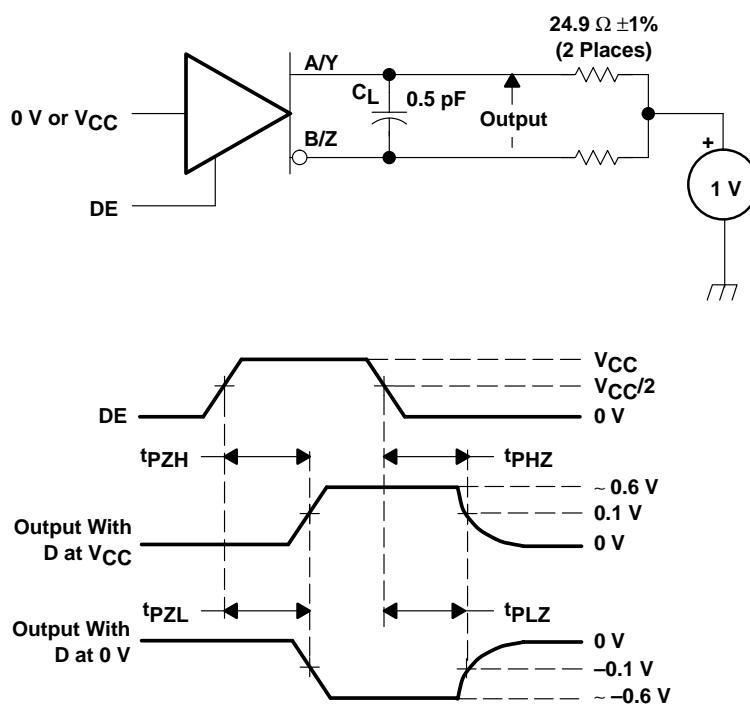 24.9 Ω ±1%
(2 Places)
A/Y
CL
0.5 pF
Output
0 V or VCC
B/Z
+
1 V
DE
VCC
VCC/2
DE
0 V
tPZH
tPHZ
~ 0.6 V
0.1 V
Output With
D at VCC
0 V
tPZL
tPLZ
Output With
D at 0 V
0 V
–0.1 V
~ –0.6 V